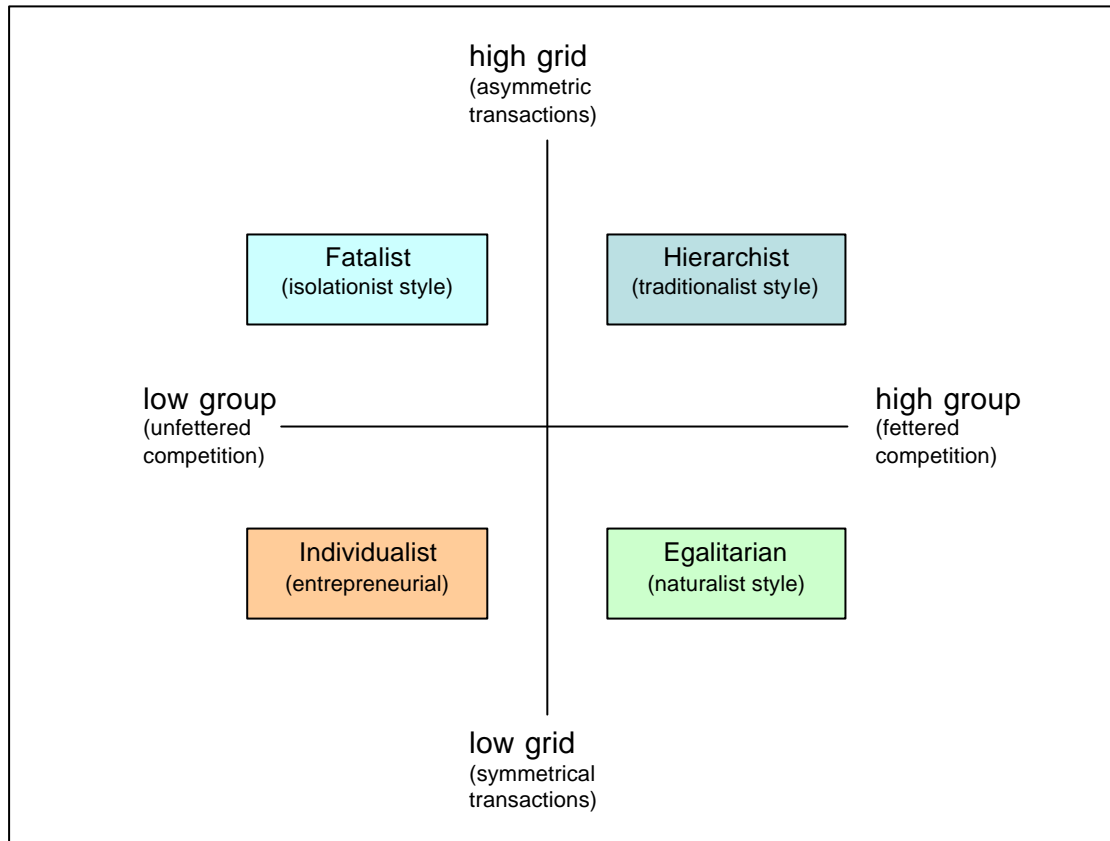 high grid
(asymmetric
transactions)
Fatalist
(isolationist style)
Hierarchist
(traditionalist style)
low group
(unfettered
competition)
high group
(fettered
competition)
Individualist
(entrepreneurial)
Egalitarian
(naturalist style)
low grid
(symmetrical
transactions)